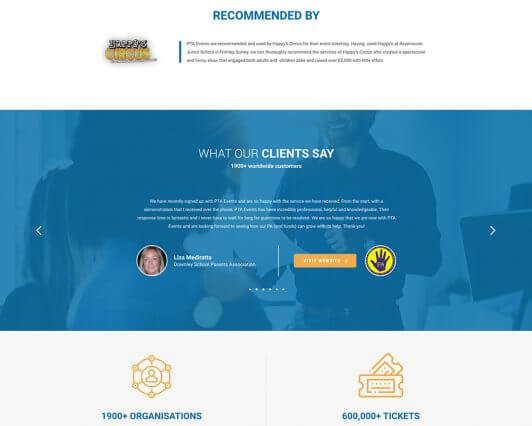 RECOMMENDED BY
Happy's
CIRCUS
PTA Events are recommended and used by Happy's Circus for their event ticketing. Having used Happy's at Ravenscote
Junior School in Frimley, Surrey, we can thoroughly recommend the services of Happy's Circus who created a spectacular
and funny show that engaged both adults and children alike and raised over £3,000 with little effort.
WHAT OUR CLIENTS SAY
1900+ worldwide customers
We have recently signed up with PTA Events and are so happy with the service we have received. From the start, with a
demonstration that I received over the phone, PTA Events has been incredibly professional, helpful and knowledgeable. Their
response time is fantastic and I never have to wait for long for questions to be resolved. We are so happy that we are now with PTA
Events and are looking forward to seeing how our PA (and funds) can grow with its help. Thank you!
Liza Mediratta
Downley School Parents Association
VISIT WEBSITE
PA
1900+ ORGANISATIONS
600,000+ TICKETS